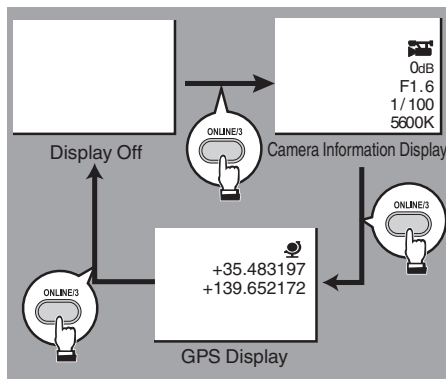 0dB
F1.6
1/100
5600K
ONLINE/3
Display Off
Camera Information Display
ONLINE/3
+35.483197
+139.652172
ONLINE/3
GPS Display